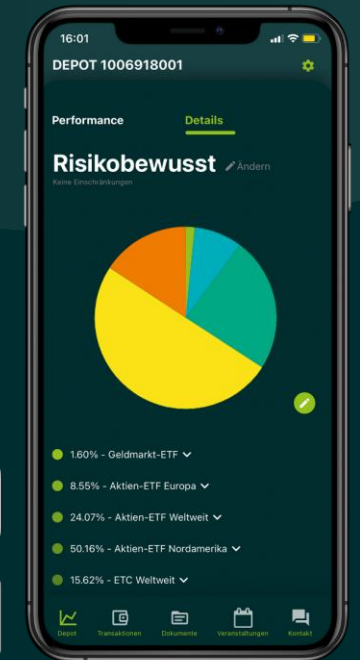 16:01
DEPOT 1006918001
Performance Details
Risikobewusst Ändern
Keine Einschränkungen
1.60% - Geldmarkt-ETF
8.55% - Aktien-ETF Europa
24.07% - Aktien-ETF Weltweit
50.16% - Aktien-ETF Nordamerika
15.62% - ETC Weltweit
Depot Transaktionen Dokumente Veranstaltungen Kontakt